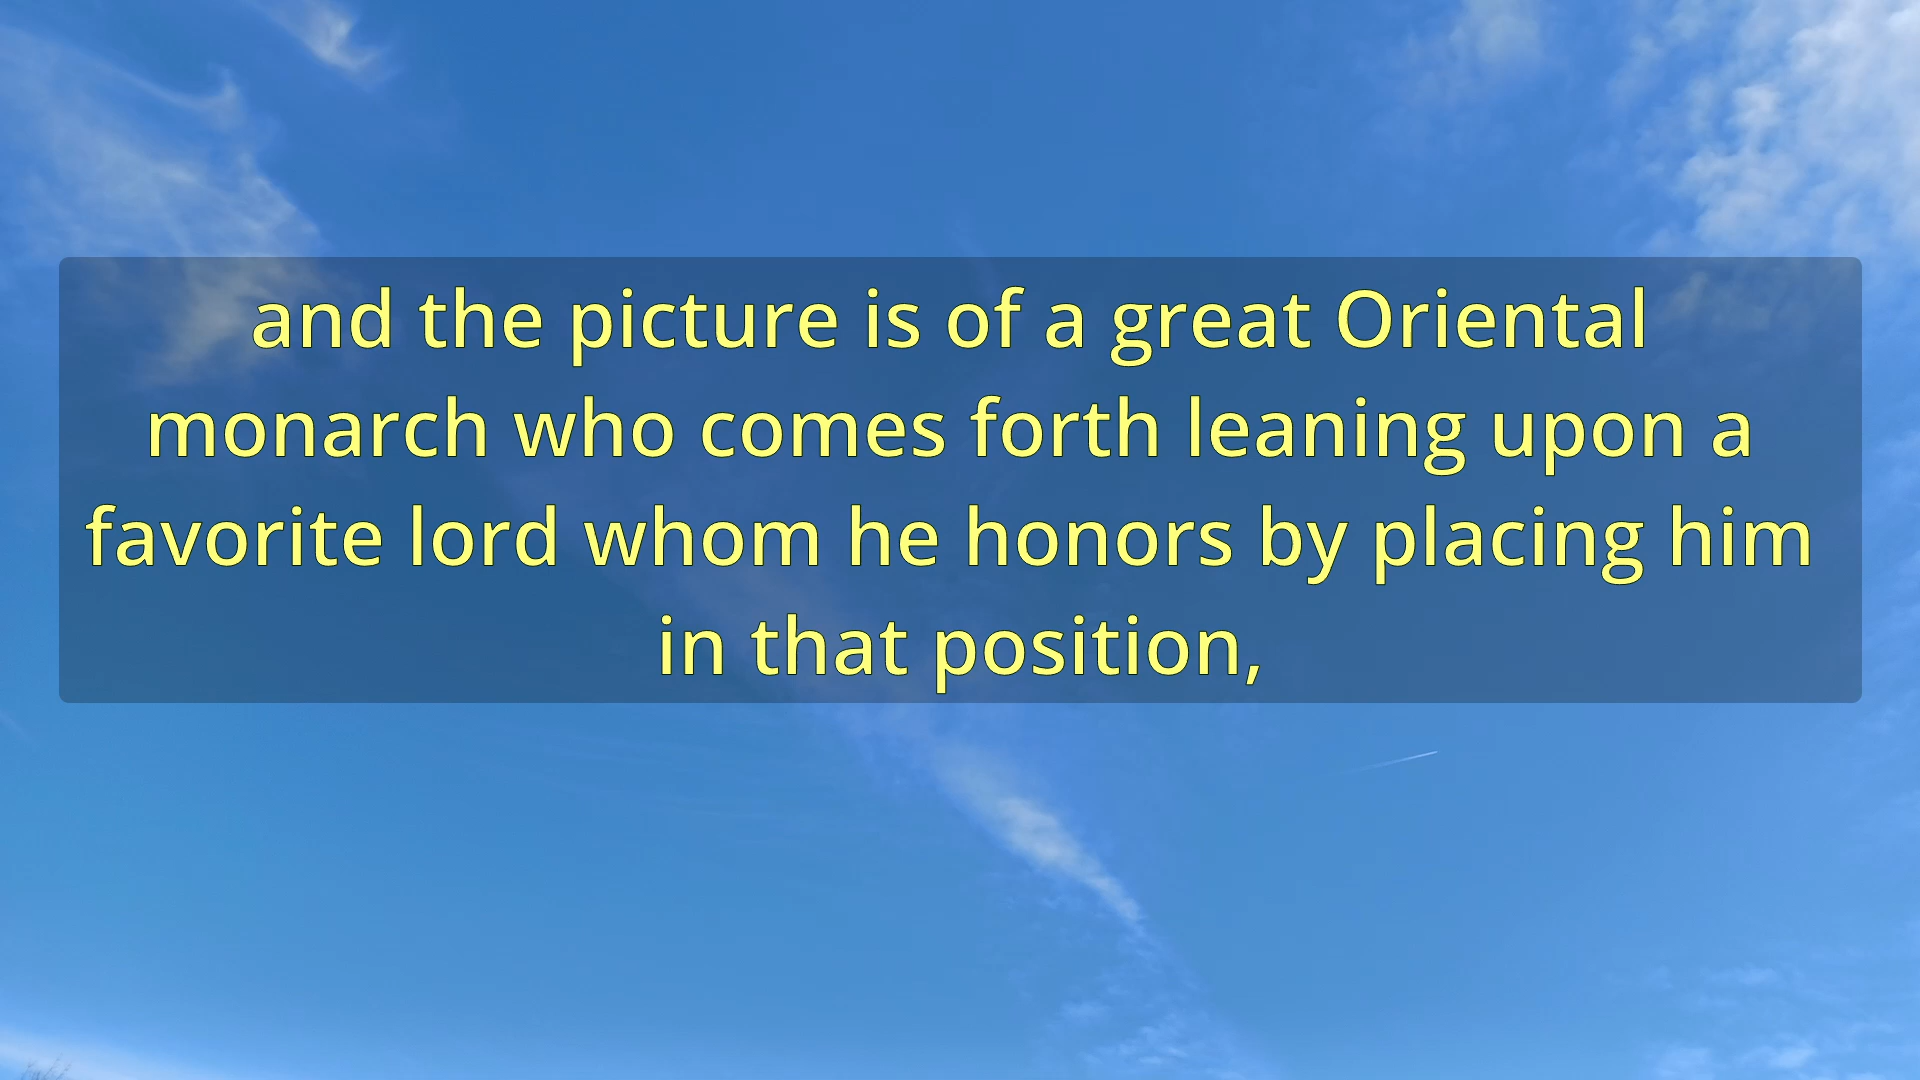 and the picture is of a great Oriental
monarch who comes forth leaning upon a
favorite lord whom he honors by placing him
in that position,